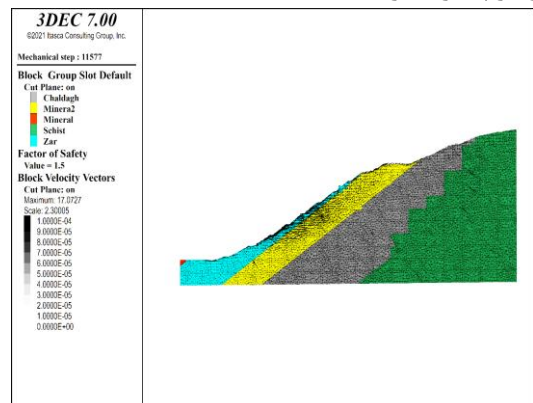 3DEC 7.00
©2021 Itasca Consulting Group, Inc.
Mechanical step : 11577
Block Group Slot Default
Cut Plane: on
Chaldagh
Minera2
Mineral
Schist
Zar
Factor of Safety
Value = 1.5
Block Velocity Vectors
Cut Plane: on
Maximum: 17.0727
Scale: 2.30005
1.0000E-04
9.0000E-05
8.0000E-05
7.0000E-05
6.0000E-05
5.0000E-05
4.0000E-05
3.0000E-05
2.0000E-05
1.0000E-05
0.0000E+00